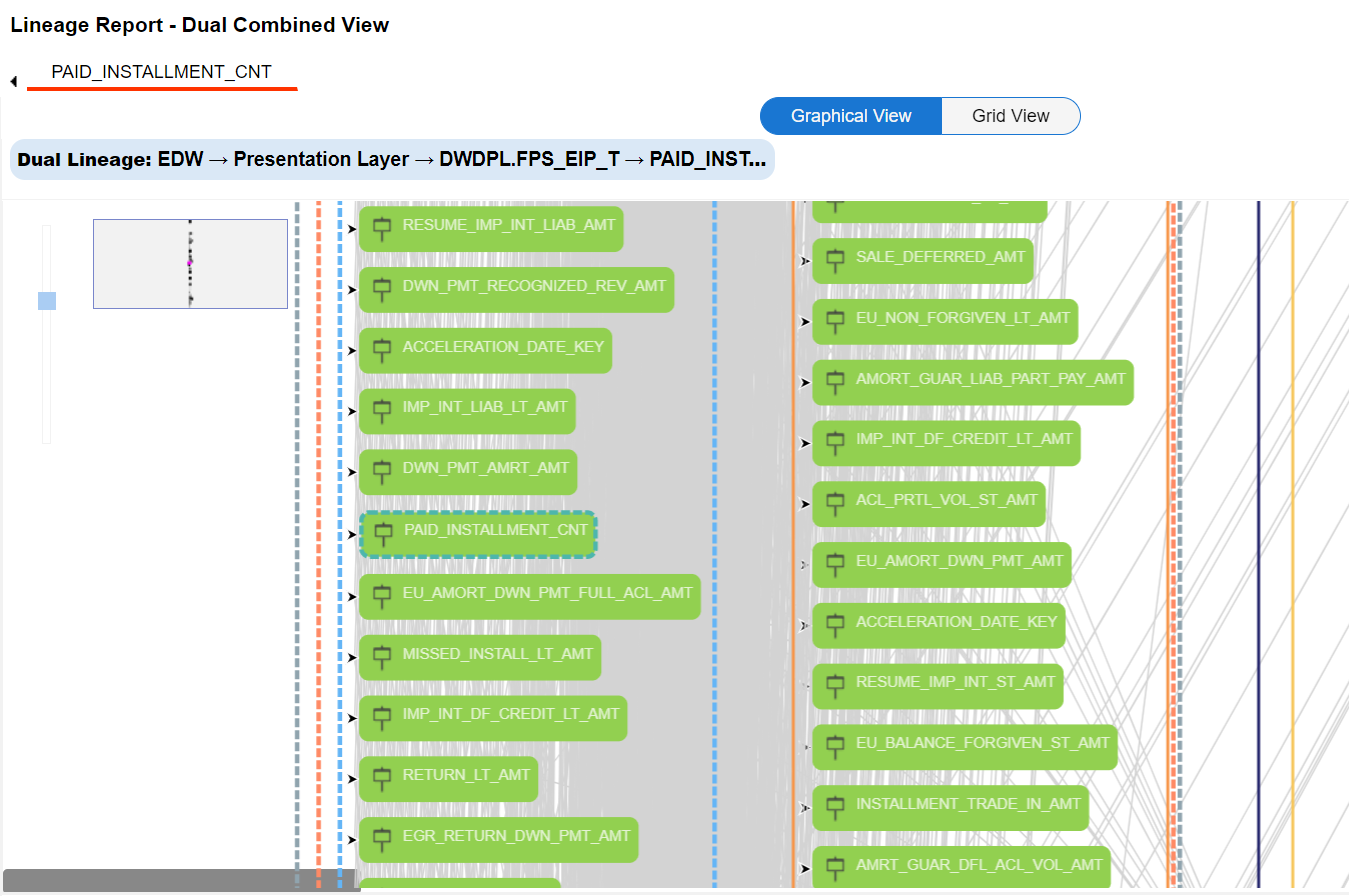 Lineage Report - Dual Combined View
PAID_INSTALLMENT_CNT
Graphical View
Grid View
Dual Lineage: EDW → Presentation Layer → DWDPL.FPS_EIP_T → PAID_INST...
RESUME_IMP_INT_LIAB_AMT
DWN_PMT_RECOGNIZED_REV_AMT
ACCELERATION_DATE_KEY
IMP_INT_LIAB_LT_AMT
DWN_PMT_AMRT_AMT
PAID_INSTALLMENT_CNT
EU_AMORT_DWN_PMT_FULL_ACL_AMT
MISSED_INSTALL_LT_AMT
IMP_INT_DF_CREDIT_LT_AMT
RETURN_LT_AMT
EGR_RETURN_DWN_PMT_AMT
SALE_DEFERRED_AMT
EU_NON_FORGIVEN_LT_AMT
AMORT_GUAR_LIAB_PART_PAY_AMT
IMP_INT_DF_CREDIT_LT_AMT
ACL_PRTL_VOL_ST_AMT
EU_AMORT_DWN_PMT_AMT
ACCELERATION_DATE_KEY
RESUME_IMP_INT_ST_AMT
EU_BALANCE_FORGIVEN_ST_AMT
INSTALLMENT_TRADE_IN_AMT
AMRT_GUAR_DFL_ACL_VOL_AMT